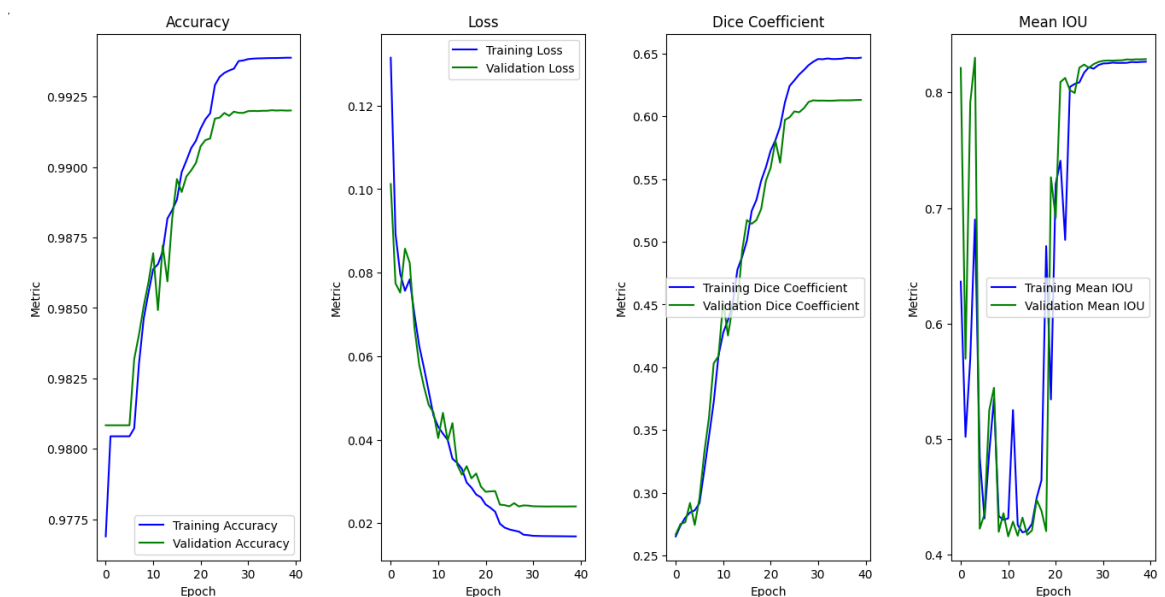 Accuracy
Metric
0.9925
0.9900
0.9875
0.9850
0.9825
0.9800
0.9775
Training Accuracy
Validation Accuracy
0 10 20 30 40
Epoch
Loss
Metric
0.12
0.10
0.08
0.06
0.04
0.02
Training Loss
Validation Loss
0 10 20 30 40
Epoch
Dice Coefficient
Metric
0.65
0.60
0.55
0.50
0.45
0.40
0.35
0.30
0.25
Training Dice Coefficient
Validation Dice Coefficient
0 10 20 30 40
Epoch
Mean IOU
Metric
0.8
0.7
0.6
0.5
0.4
Training Mean IOU
Validation Mean IOU
0 10 20 30 40
Epoch